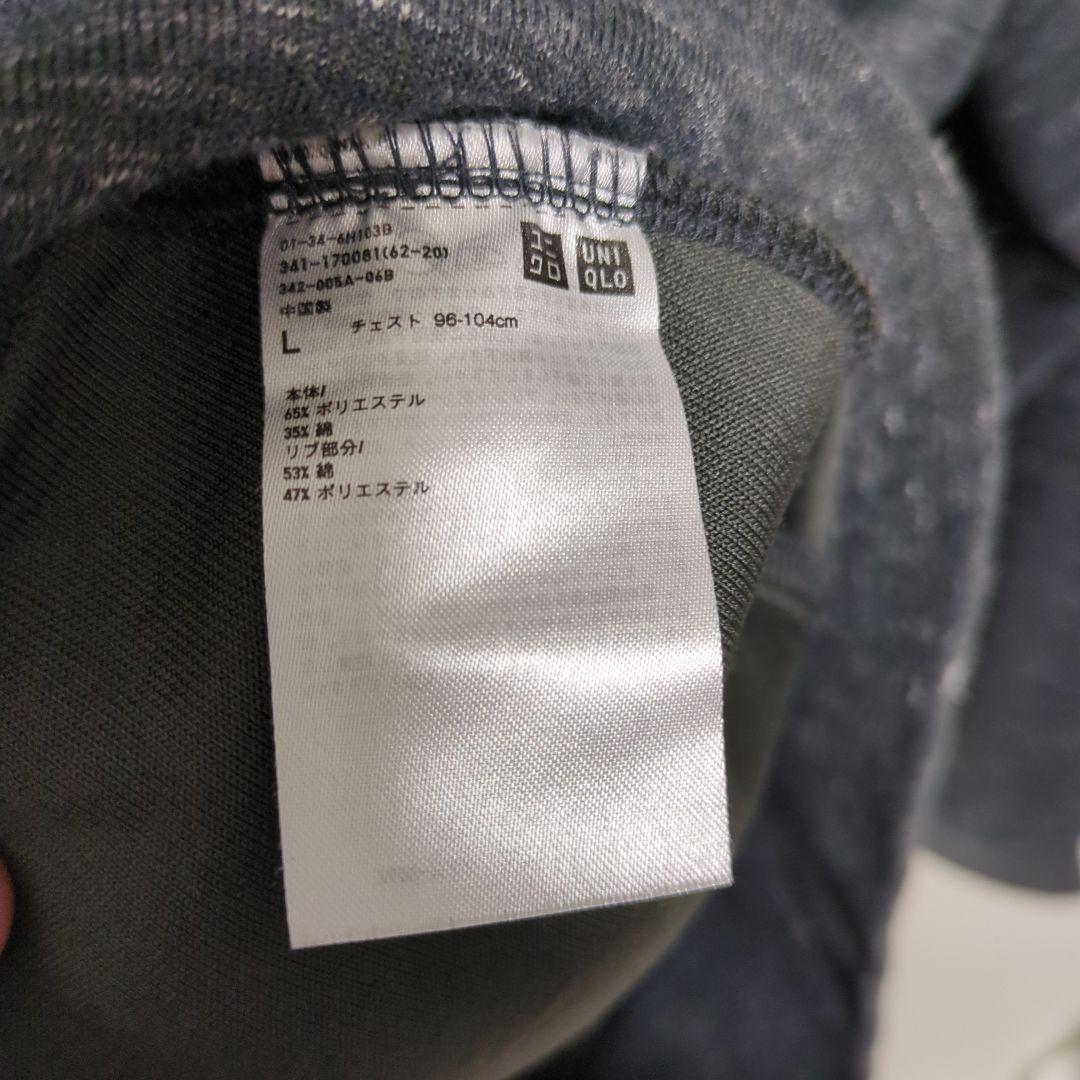 01-34-6H103B
341-170081(62-20)
342-005A-06B
中国製
L チェスト 96-104cm
ユニクロ
UNIQLO
本体/
65% ポリエステル
35% 綿
リブ部分/
53% 綿
47% ポリエステル